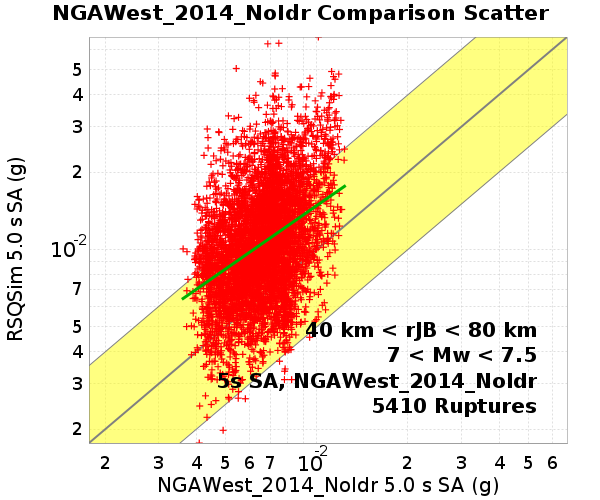 NGAWest_2014_NoIdr Comparison Scatter
RSQSim 5.0 s SA (g)
5
4
3
2
10-2
7
5
4
3
2
40 km < rJB < 80 km
7 < Mw < 7.5
5s SA, NGAWest_2014_NoIdr
5410 Ruptures
2 3 4 5 6 7 10-2 2 3 4 5 6
NGAWest_2014_NoIdr 5.0 s SA (g)